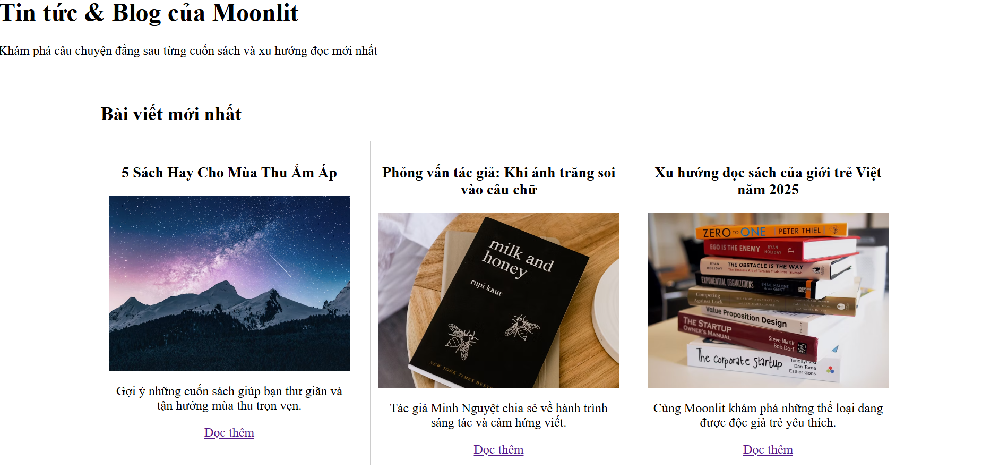 Tin tức & Blog của Moonlit
Khám phá câu chuyện đằng sau từng cuốn sách và xu hướng đọc mới nhất
Bài viết mới nhất
5 Sách Hay Cho Mùa Thu Ấm Áp
Gợi ý những cuốn sách giúp bạn thư giãn và
tận hưởng mùa thu trọn vẹn.
Đọc thêm
Phỏng vấn tác giả: Khi ánh trăng soi
vào câu chữ
milk and
honey
rupi kaur
NEW YORK TIMES
Tác giả Minh Nguyệt chia sẻ về hành trình
sáng tác và cảm hứng viết.
Đọc thêm
Xu hướng đọc sách của giới trẻ Việt
năm 2025
ZERO TO ONE PETER THIEL
EGO IS THE ENEMY RYAN HOLIDAY P
RYAN HOLIDAY THE OBSTACLE IS THE WAY
The Timeless Art of Turning Trials into Triumph
EXPONENTIAL ORGANIZATIONS ISMAIL, MALONE & VAN GEEST DIVERSION BOOKS
Competing
Against Luck
THE STORY of INNOVATION
and CUSTOMER CHOICE
Value Proposition Design WILEY
THE STARTUP
OWNER'S MANUAL
Steve Blank
Bob Dorf
The corporate startup
Tendayi Viki
Dan Toma
Esther Gons
Cùng Moonlit khám phá những thể loại đang
được độc giả trẻ yêu thích.
Đọc thêm